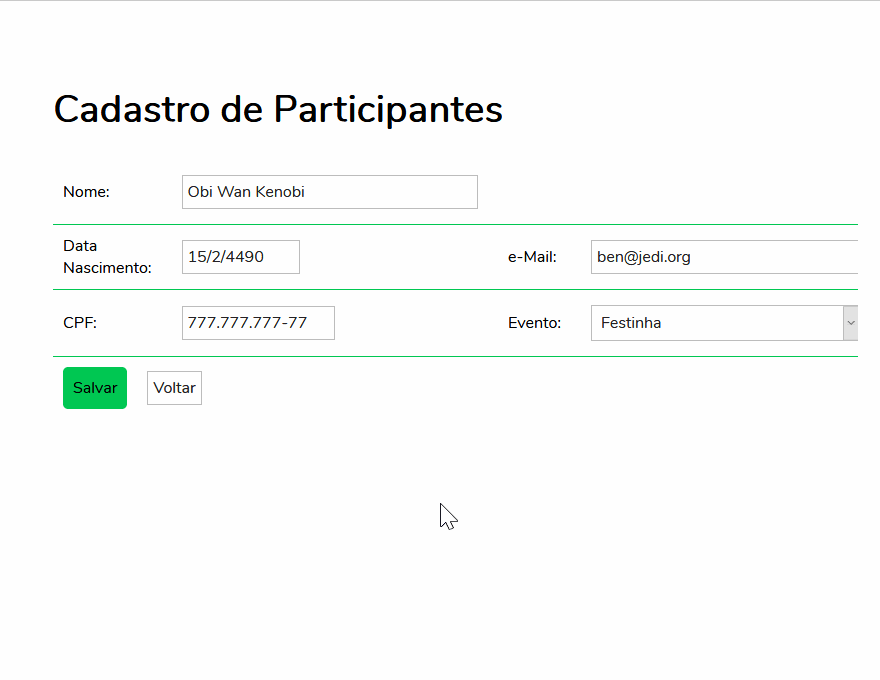 Cadastro de Participantes
Nome: Obi Wan Kenobi
Data Nascimento: 15/2/4490 e-Mail: ben@jedi.org
CPF: 777.777.777-77 Evento: Festinha
Salvar Voltar